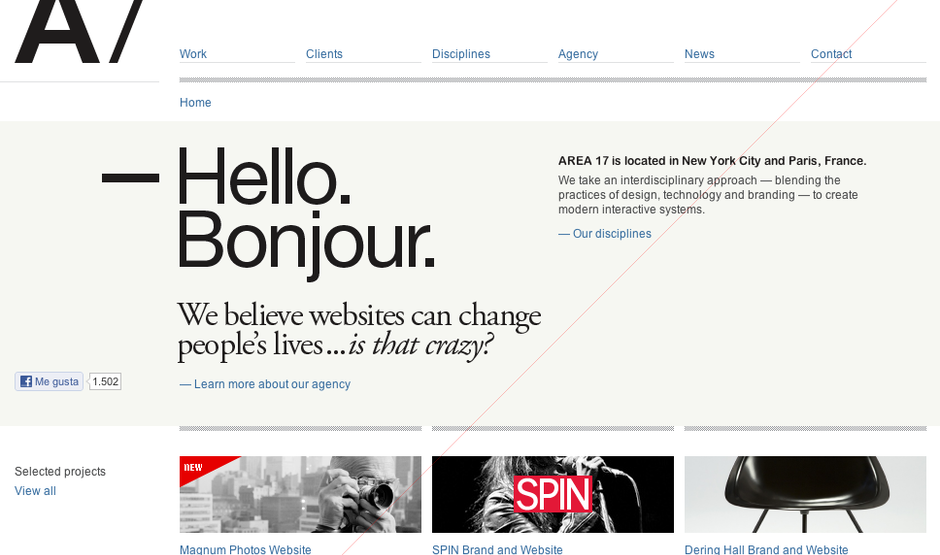 A/
Work
Clients
Disciplines
Agency
News
Contact
Home
— Hello.
Bonjour.
AREA 17 is located in New York City and Paris, France.
We take an interdisciplinary approach — blending the
practices of design, technology and branding — to create
modern interactive systems.
— Our disciplines
We believe websites can change
people’s lives...is that crazy?
— Learn more about our agency
Me gusta
1.502
Selected projects
View all
NEW
SPIN
Magnum Photos Website
SPIN Brand and Website
Dering Hall Brand and Website